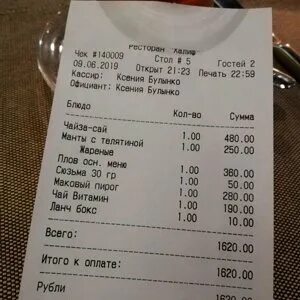 Ресторан "Халиф"
Чек #140009 Стол # 5 Гостей 2
09.06.2019 Открыт 21:23 Печать 22:59
Кассир: Ксения Булынко
Официант: Ксения Булынко
Блюдо Кол-во Сумма
Чайза-сай 1.00 480.00
Манты с телятиной 1.00 250.00
Жареные
Плов осн. меню 1.00 360.00
Сюзьма 30 гр 1.00 50.00
Маковый пирог 1.00 280.00
Чай Витамин 1.00 190.00
Ланч бокс 1.00 10.00
Всего: 1620.00
Итого к оплате: 1620.00
Рубли 1620.00